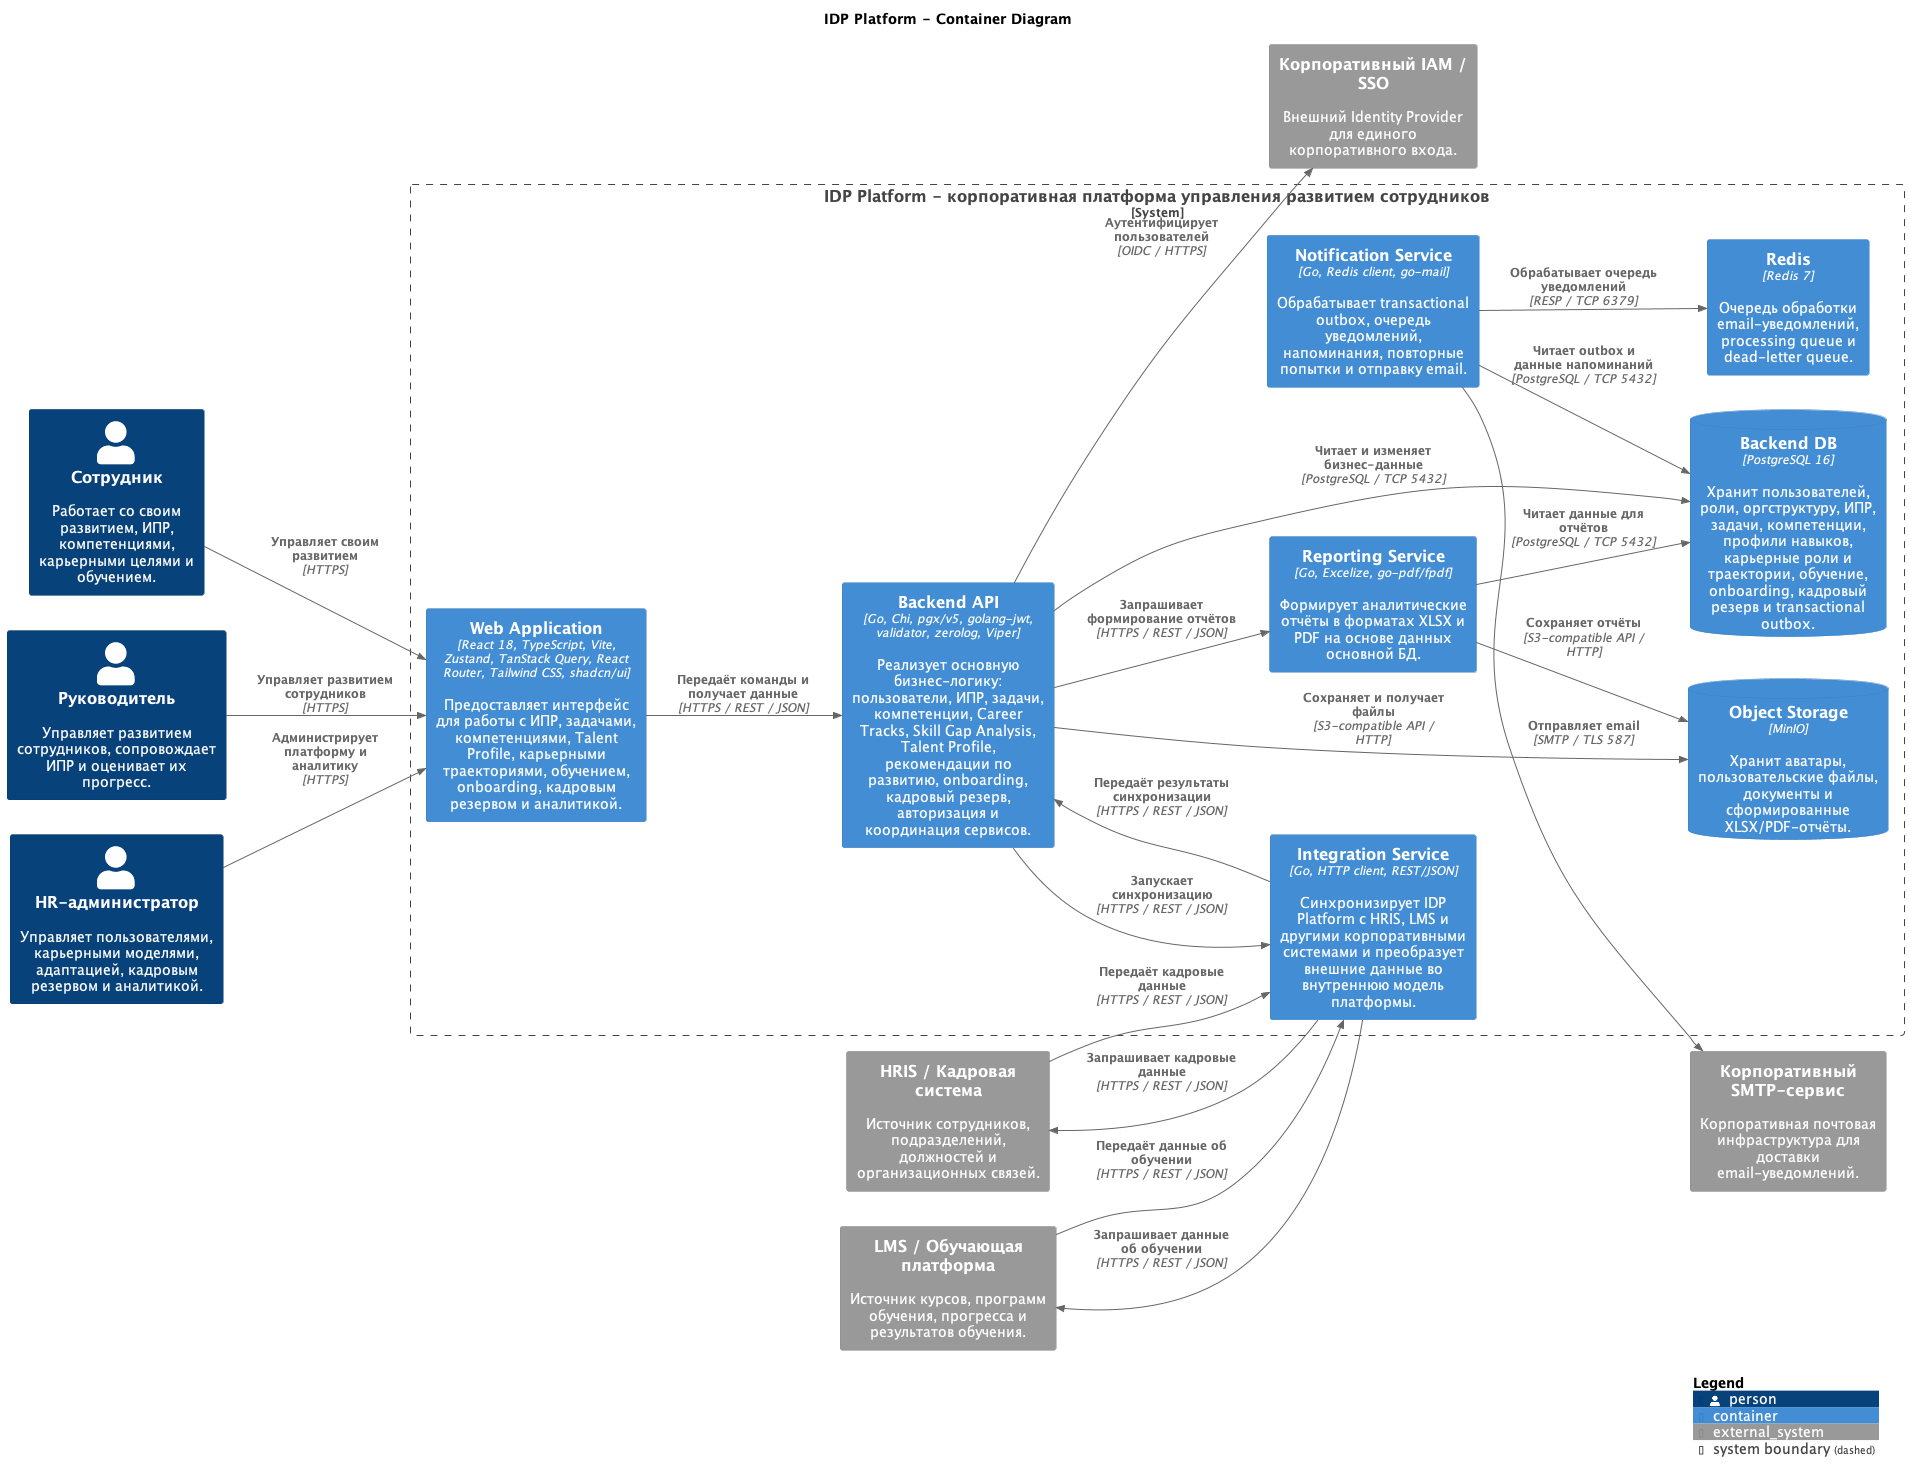 IDP Platform – Container Diagram
Корпоративный IAM /
SSO
Внешний Identity Provider
для единого
корпоративного входа.
IDP Platform – корпоративная платформа управления развитием сотрудников
[System]
Аутентифицирует
пользователей
[OIDC / HTTPS]
Notification Service
[Go, Redis client, go-mail]
Обрабатывает transactional
outbox, очередь
уведомлений,
напоминания, повторные
попытки и отправку email.
Обрабатывает очередь
уведомлений
[RESP / TCP 6379]
Redis
[Redis 7]
Очередь обработки
email-уведомлений,
processing queue и
dead-letter queue.
Читает outbox и
данные напоминаний
[PostgreSQL / TCP 5432]
Сотрудник
Работает со своим
развитием, ИПР,
компетенциями,
карьерными целями и
обучением.
Управляет своим
развитием
[HTTPS]
Читает и изменяет
бизнес-данные
[PostgreSQL / TCP 5432]
Backend DB
[PostgreSQL 16]
Хранит пользователей,
роли, оргструктуру, ИПР,
задачи, компетенции,
профили навыков,
карьерные роли и
траектории, обучение,
onboarding, кадровый
резерв и transactional
outbox.
Читает данные для
отчётов
[PostgreSQL / TCP 5432]
Reporting Service
[Go, Excelize, go-pdf/fpdf]
Формирует аналитические
отчёты в форматах XLSX и
PDF на основе данных
основной БД.
Запрашивает
формирование отчётов
[HTTPS / REST / JSON]
Сохраняет отчёты
[S3-compatible API /
HTTP]
Руководитель
Управляет развитием
сотрудников, сопровождает
ИПР и оценивает их
прогресс.
Управляет развитием
сотрудников
[HTTPS]
Web Application
[React 18, TypeScript, Vite,
Zustand, TanStack Query, React
Router, Tailwind CSS, shadcn/ui]
Предоставляет интерфейс
для работы с ИПР, задачами,
компетенциями, Talent
Profile, карьерными
траекториями, обучением,
onboarding, кадровым
резервом и аналитикой.
Передаёт команды и
получает данные
[HTTPS / REST / JSON]
Backend API
[Go, Chi, pgx/v5, golang-jwt,
validator, zerolog, Viper]
Реализует основную
бизнес-логику:
пользователи, ИПР, задачи,
компетенции, Career
Tracks, Skill Gap Analysis,
Talent Profile,
рекомендации по
развитию, onboarding,
кадровый резерв,
авторизация и
координация сервисов.
Сохраняет и получает
файлы
[S3-compatible API /
HTTP]
Отправляет email
[SMTP / TLS 587]
Object Storage
[MinIO]
Хранит аватары,
пользовательские файлы,
документы и
сформированные
XLSX/PDF-отчёты.
Администрирует
платформу и
аналитику
[HTTPS]
HR-администратор
Управляет пользователями,
карьерными моделями,
адаптацией, кадровым
резервом и аналитикой.
Передаёт результаты
синхронизации
[HTTPS / REST / JSON]
Запускает
синхронизацию
[HTTPS / REST / JSON]
Integration Service
[Go, HTTP client, REST/JSON]
Синхронизирует IDP
Platform с HRIS, LMS и
другими корпоративными
системами и преобразует
внешние данные во
внутреннюю модель
платформы.
Передаёт кадровые
данные
[HTTPS / REST / JSON]
HRIS / Кадровая
система
Источник сотрудников,
подразделений,
должностей и
организационных связей.
Запрашивает кадровые
данные
[HTTPS / REST / JSON]
Корпоративный
SMTP-сервис
Корпоративная почтовая
инфраструктура для
доставки
email-уведомлений.
Передаёт данные об
обучении
[HTTPS / REST / JSON]
LMS / Обучающая
платформа
Источник курсов, программ
обучения, прогресса и
результатов обучения.
Запрашивает данные
об обучении
[HTTPS / REST / JSON]
Legend
person
container
external_system
system boundary (dashed)